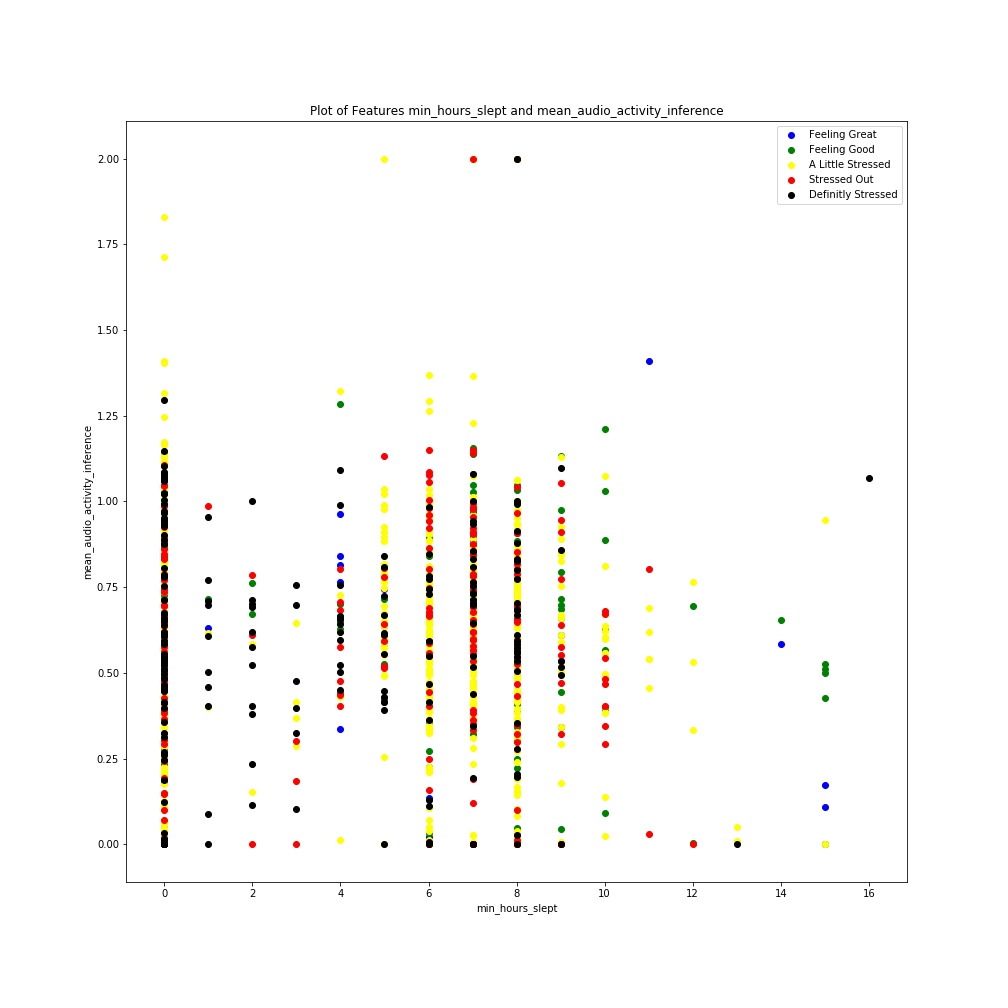 Plot of Features min_hours_slept and mean_audio_activity_inference
Feeling Great
Feeling Good
A Little Stressed
Stressed Out
Definitly Stressed
mean_audio_activity_inference
2.00
1.75
1.50
1.25
1.00
0.75
0.50
0.25
0.00
0 2 4 6 8 10 12 14 16
min_hours_slept